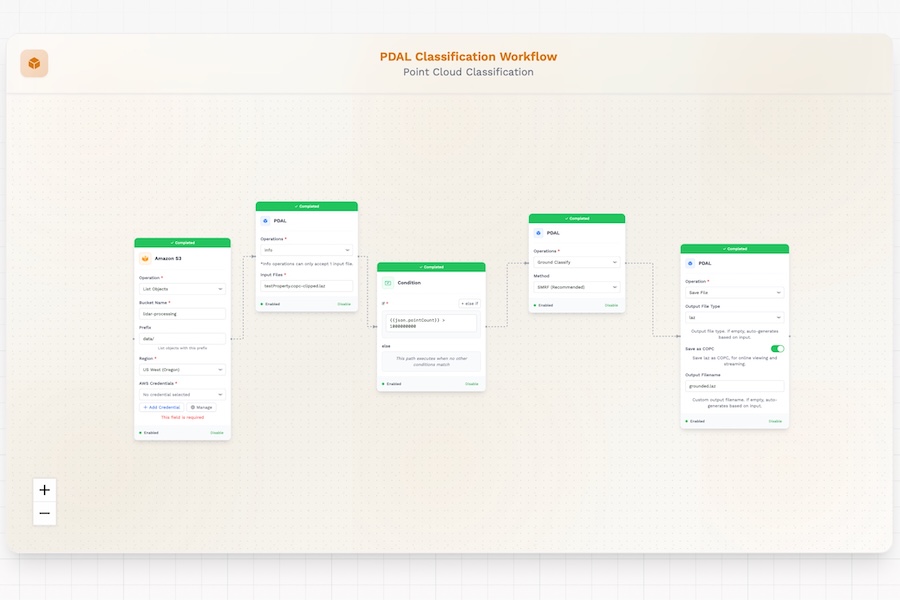 PDAL Classification Workflow
Point Cloud Classification
✓ Completed
Amazon S3
Operation *
List Objects
Bucket Name *
lidar-processing
Prefix
data/
List objects with this prefix
Region *
US West (Oregon)
AWS Credentials *
No credential selected
+ Add Credential
Manage
This field is required
Enabled
Disable
✓ Completed
PDAL
Operations *
Info
*Info operations can only accept 1 input file.
Input Files *
testProperty.copc-clipped.laz
Enabled
Disable
✓ Completed
Condition
IF *
+ else if
{{json.pointCount}} >
1000000000
else
This path executes when no other
conditions match
Enabled
Disable
✓ Completed
PDAL
Operations *
Ground Classify
Method
SMRF (Recommended)
Enabled
Disable
✓ Completed
PDAL
Operation *
Save File
Output File Type
laz
Output file type. If empty, auto-generates
based on input.
Save as COPC
Save laz as COPC, for online viewing and
streaming.
Output Filename
grounded.laz
Custom output filename. If empty, auto-
generates based on input.
Enabled
Disable
+
−